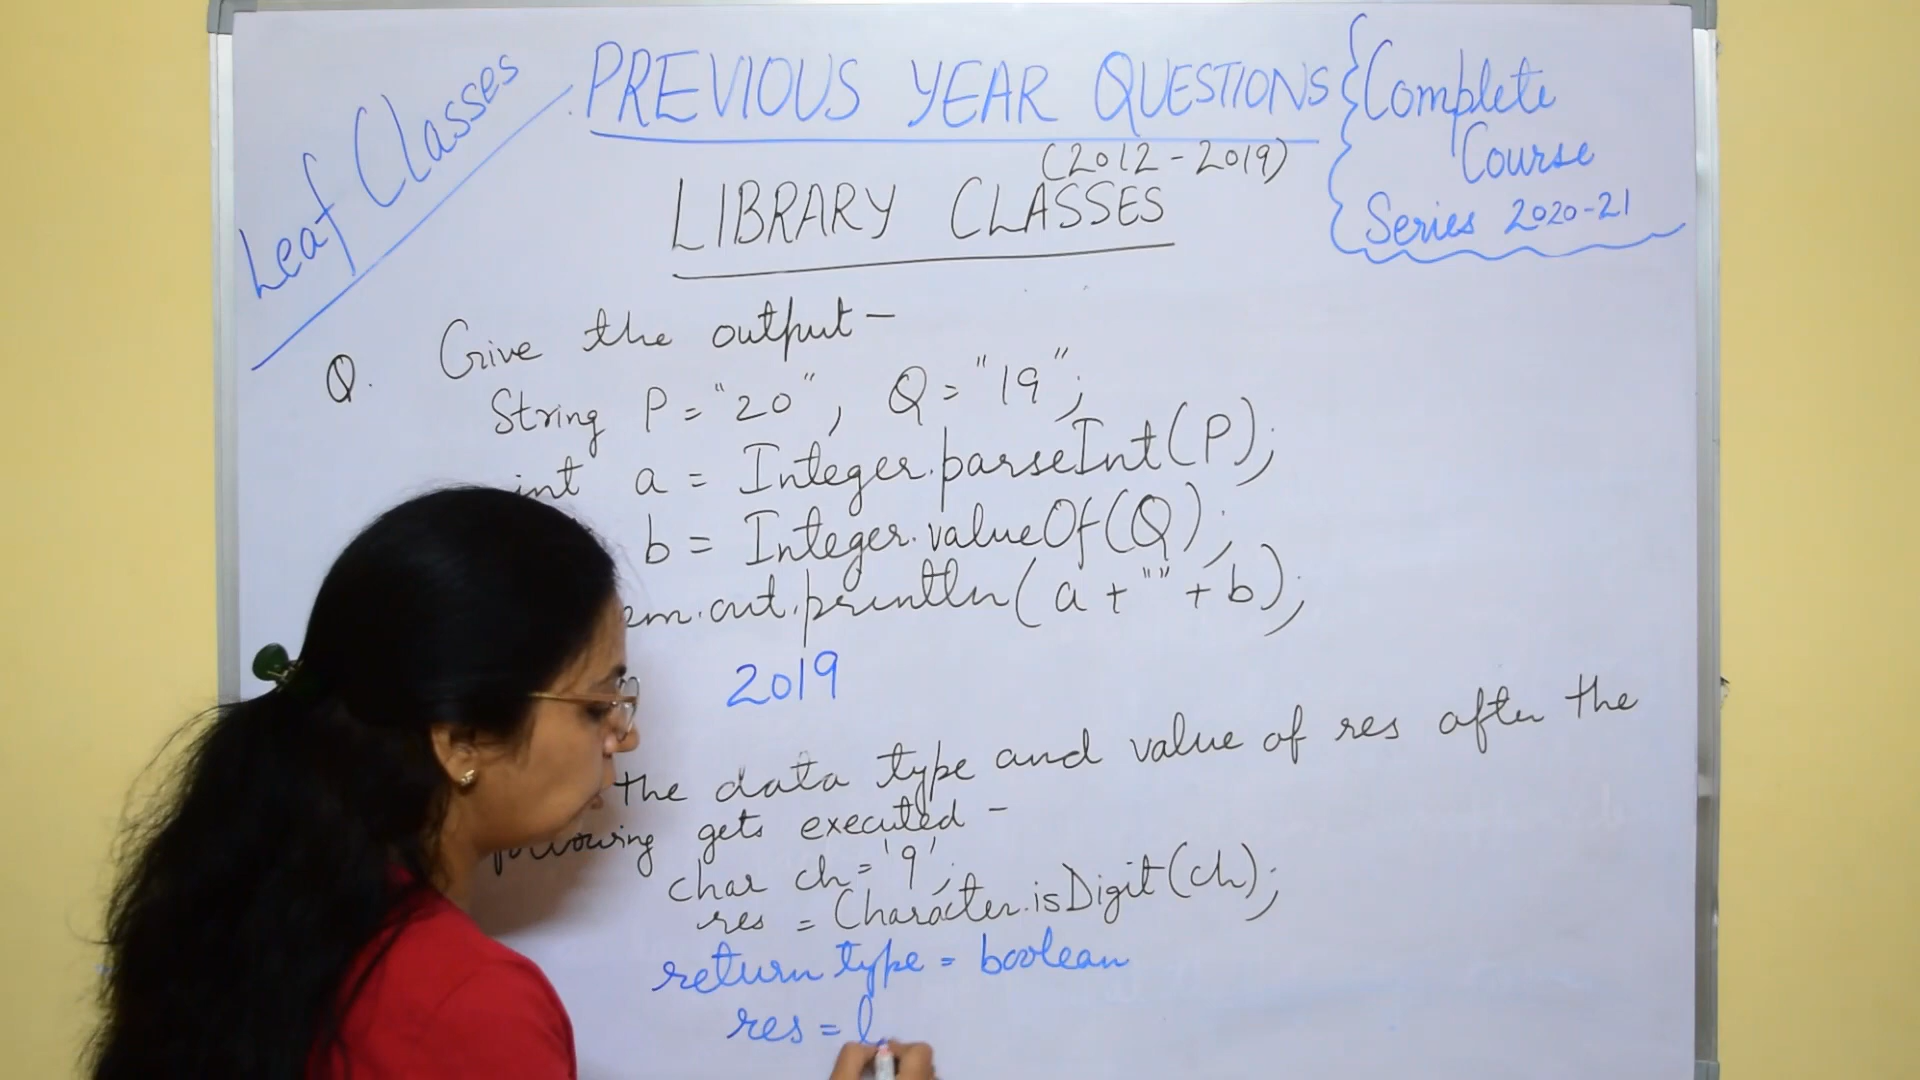 Leaf Classes
PREVIOUS YEAR QUESTIONS
(2012-2019)
LIBRARY CLASSES
Complete
Course
Series 2020-21
Q. Give the output-
String P = "20", Q = "19";
int a = Integer.parseInt(P);
b = Integer.valueOf(Q);
em.out.println(a + "" + b);
2019
the data type and value of res after the
following gets executed -
char ch = '9';
res = Character.isDigit(ch);
return type = boolean
res =